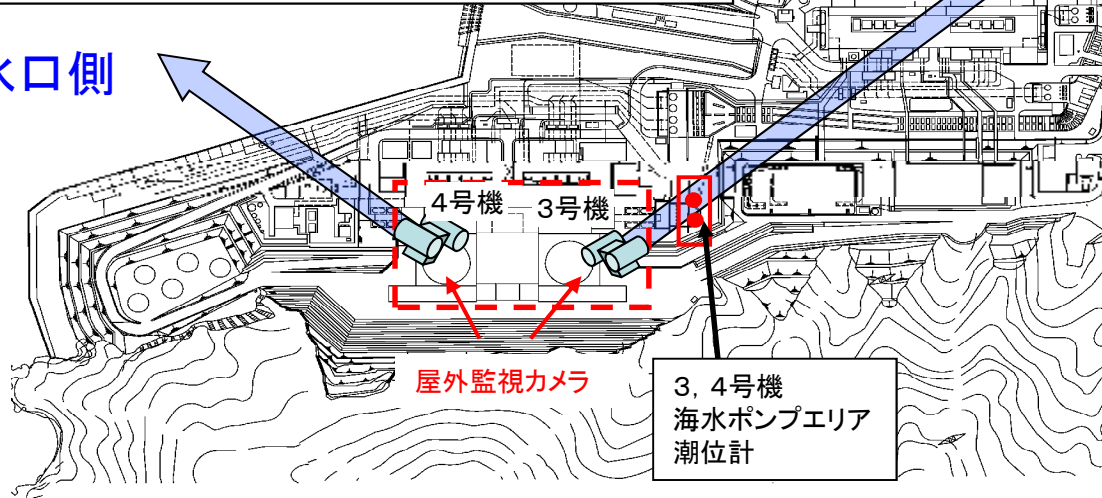 水口側
4号機
3号機
屋外監視カメラ
3，4号機
海水ポンプエリア
潮位計